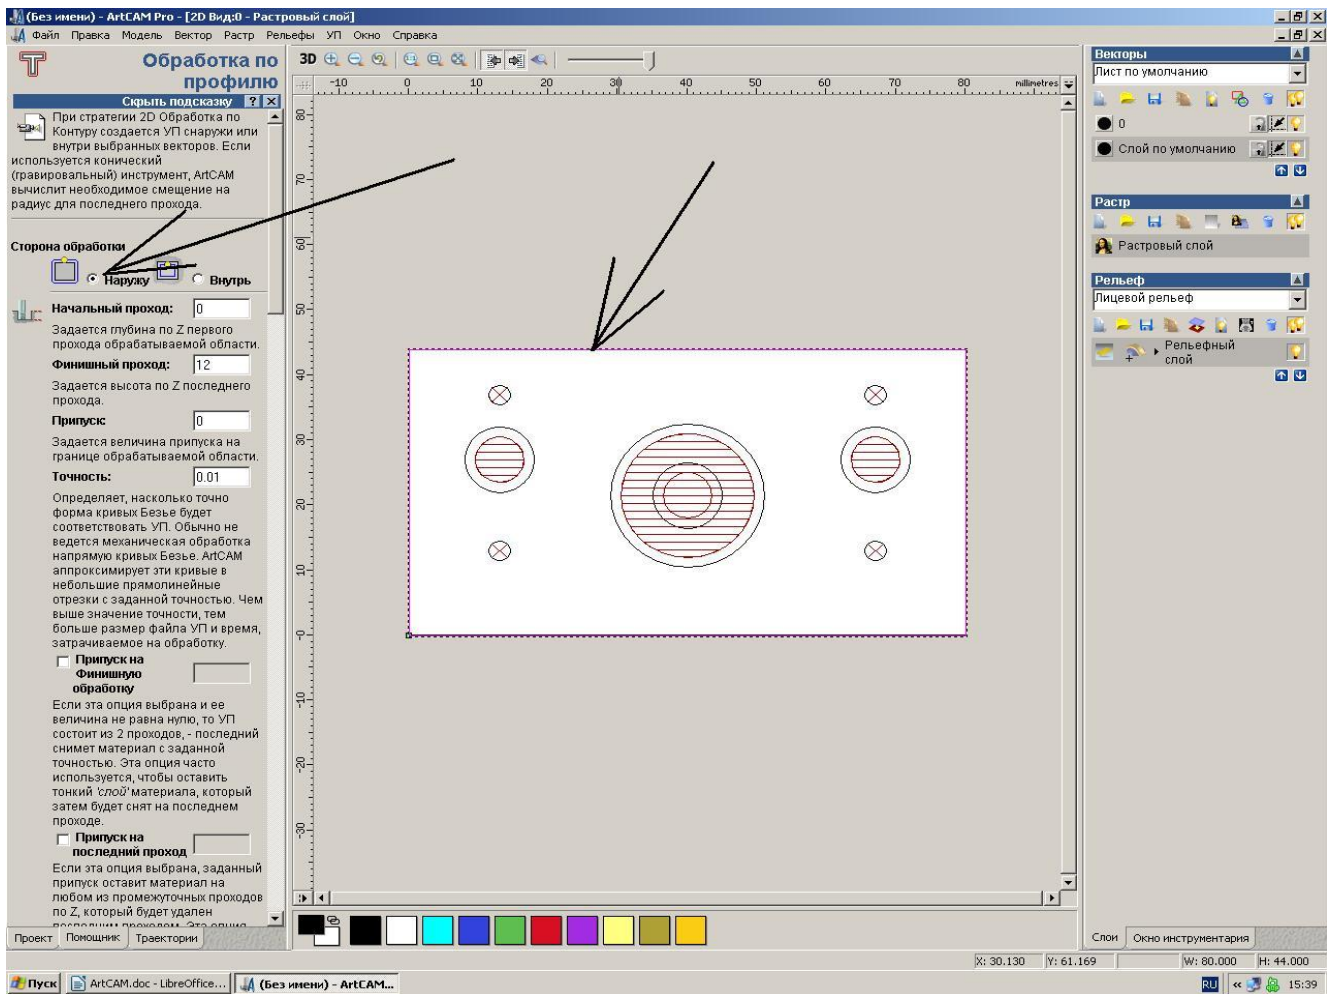 (Без имени) - ArtCAM Pro - [2D Вид:0 - Растровый слой]
Файл Правка Модель Вектор Растр Рельефы УП Окно Справка
Обработка по
профилю
Скрыть подсказку ? X
При стратегии 2D Обработка по
Контуру создается УП снаружи или
внутри выбранных векторов. Если
используется конический
(гравировальный) инструмент, ArtCAM
вычислит необходимое смещение на
радиус для последнего прохода.
Сторона обработки
Наружу Внутрь
Начальный проход: 0
Задается глубина по Z первого
прохода обрабатываемой области.
Финишный проход: 12
Задается высота по Z последнего
прохода.
Припуск: 0
Задается величина припуска на
границе обрабатываемой области.
Точность: 0.01
Определяет, насколько точно
форма кривых Безье будет
соответствовать УП. Обычно не
ведется механическая обработка
напрямую кривых Безье. ArtCAM
аппроксимирует эти кривые в
небольшие прямолинейные
отрезки с заданной точностью. Чем
выше значение точности, тем
больше размер файла УП и время,
затрачиваемое на обработку.
Припуск на
Финишную
обработку
Если эта опция выбрана и ее
величина не равна нулю, то УП
состоит из 2 проходов, - последний
снимет материал с заданной
точностью. Эта опция часто
используется, чтобы оставить
тонкий 'слой' материала, который
затем будет снят на последнем
проходе.
Припуск на
последний проход
Если эта опция выбрана, заданный
припуск оставит материал на
любом из промежуточных проходов
по Z, который будет удален
последним проходом. Эта опция
Проект Помощник Траектории
3D
-10 0 10 20 30 40 50 60 70 80 millimetres
80
70
60
50
40
30
20
10
-0
-10
-20
-30
Векторы
Лист по умолчанию
0
Слой по умолчанию
Растр
Растровый слой
Рельеф
Лицевой рельеф
Рельефный
слой
Слои Окно инструментария
X: 30.130 Y: 61.169 W: 80.000 H: 44.000
Пуск ArtCAM.doc - LibreOffice... (Без имени) - ArtCAM... RU « 15:39